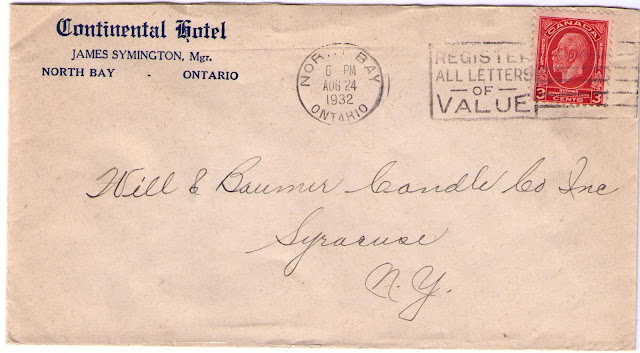 Continental Hotel
JAMES SYMINGTON, Mgr.
NORTH BAY - ONTARIO
NORTH BAY
6 PM
AUG 24
1932
ONTARIO
REGISTER
ALL LETTERS
- OF -
VALUE
CANADA
3 CENTS 3
Will & Baumer Candle Co Inc
Syracuse
N.Y.